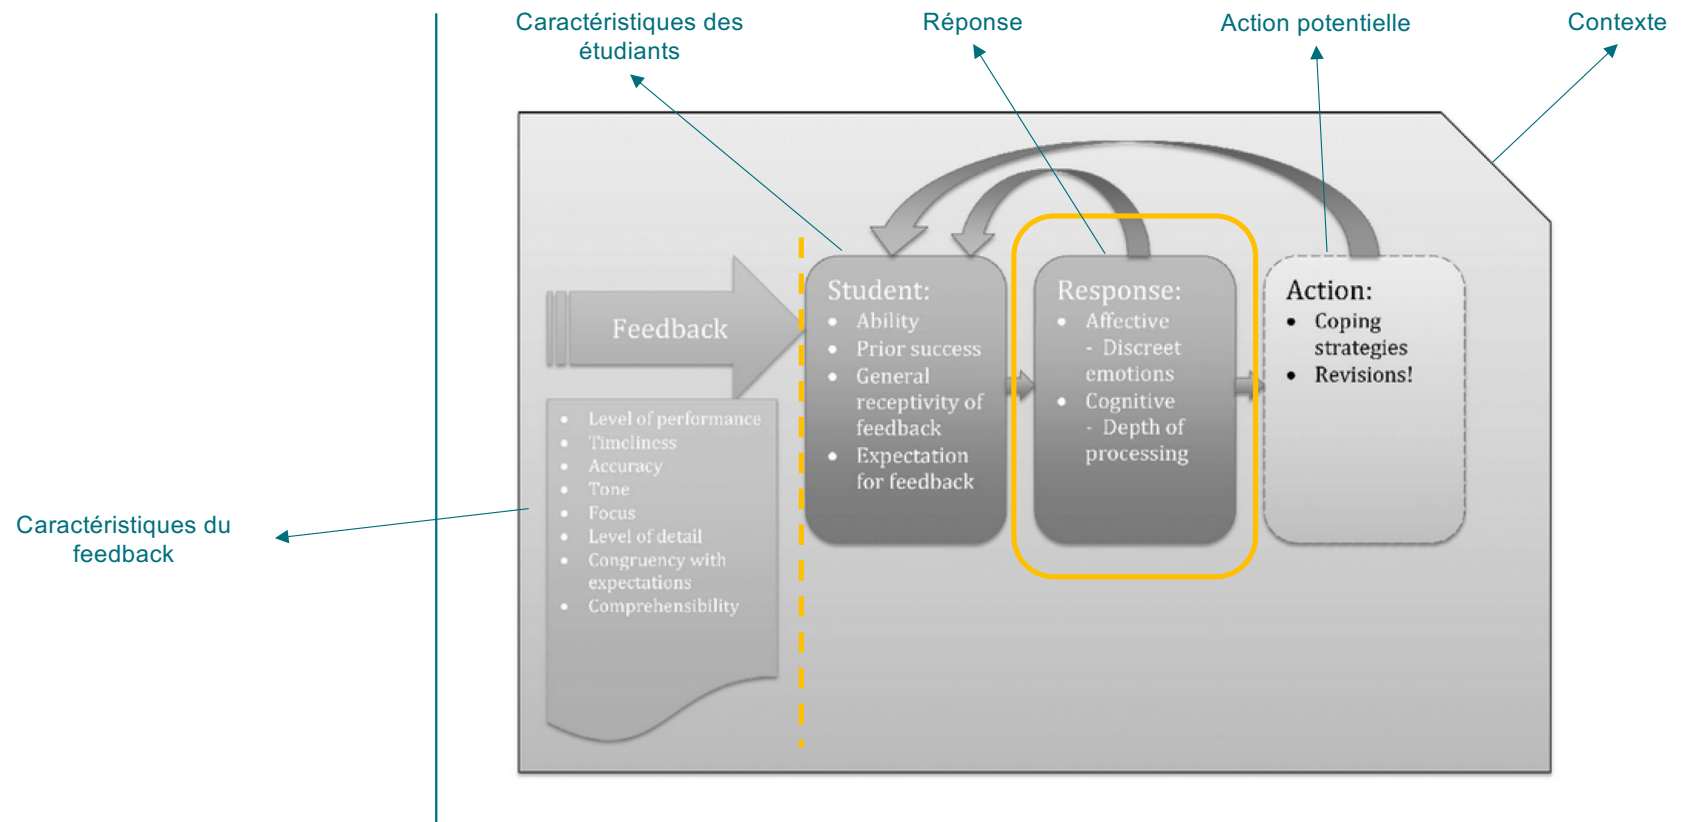 Caractéristiques des
étudiants
Réponse
Action potentielle
Contexte
Caractéristiques du
feedback
Feedback
• Level of performance
• Timeliness
• Accuracy
• Tone
• Focus
• Level of detail
• Congruency with
expectations
• Comprehensibility
Student:
• Ability
• Prior success
• General
receptivity of
feedback
• Expectation
for feedback
Response:
• Affective
- Discreet
emotions
• Cognitive
- Depth of
processing
Action:
• Coping
strategies
• Revisions!